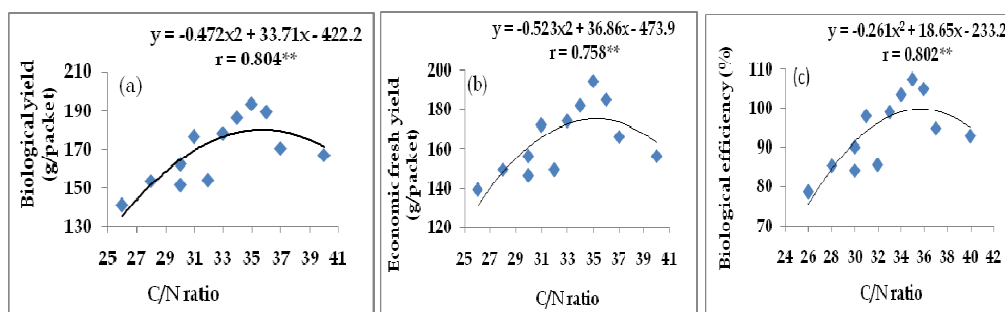 y = -0.472x2 + 33.71x - 422.2
r = 0.804**
(a)
Biological yield
(g/packet)
210
190
170
150
130
25 27 29 31 33 35 37 39 41
C/N ratio
y = -0.523x2 + 36.86x - 473.9
r = 0.758**
(b)
Economic fresh yield
(g/packet)
200
180
160
140
120
25 27 29 31 33 35 37 39 41
C/N ratio
y = -0.261x² + 18.65x - 233.2
r = 0.802**
(c)
Biological efficiency (%)
110
100
90
80
70
24 26 28 30 32 34 36 38 40 42
C/N ratio